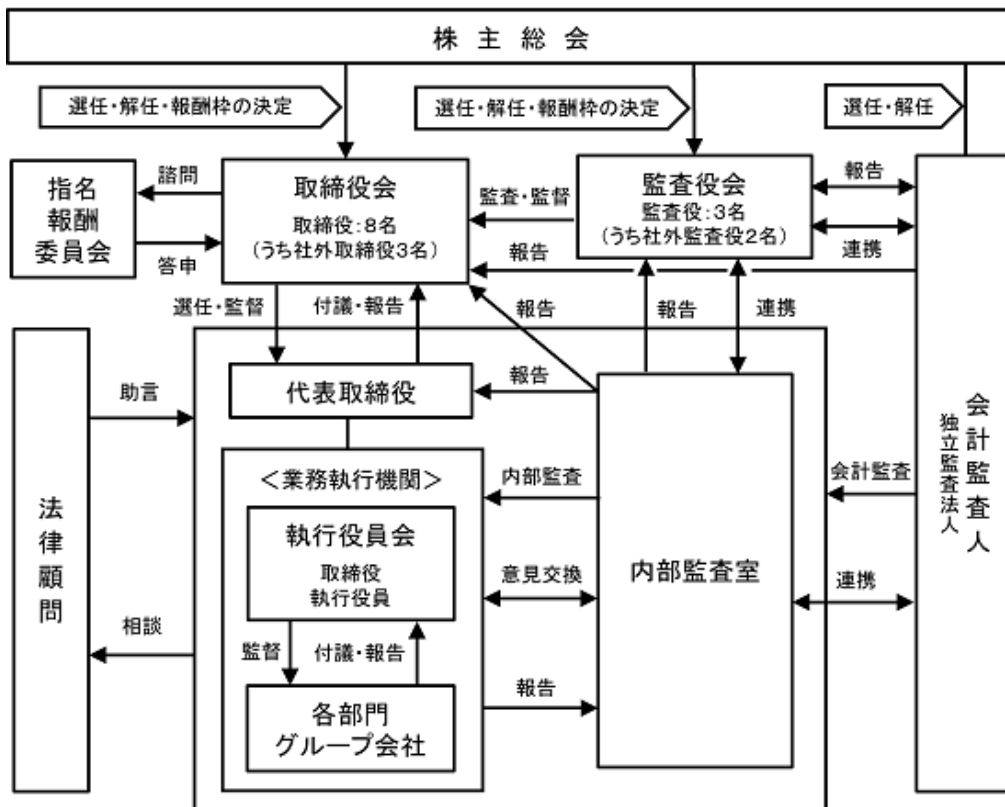 株主総会
選任・解任・報酬枠の決定
選任・解任・報酬枠の決定
選任・解任
指名
報酬
委員会
諮問
答申
取締役会
取締役:8名
(うち社外取締役3名)
監査・監督
監査役会
監査役:3名
(うち社外監査役2名)
報告
連携
報告
選任・監督
付議・報告
報告
報告
連携
代表取締役
報告
助言
法律顧問
相談
<業務執行機関>
執行役員会
取締役
執行役員
監督
付議・報告
各部門
グループ会社
内部監査
意見交換
報告
内部監査室
会計監査
連携
会計監査人
独立監査法人